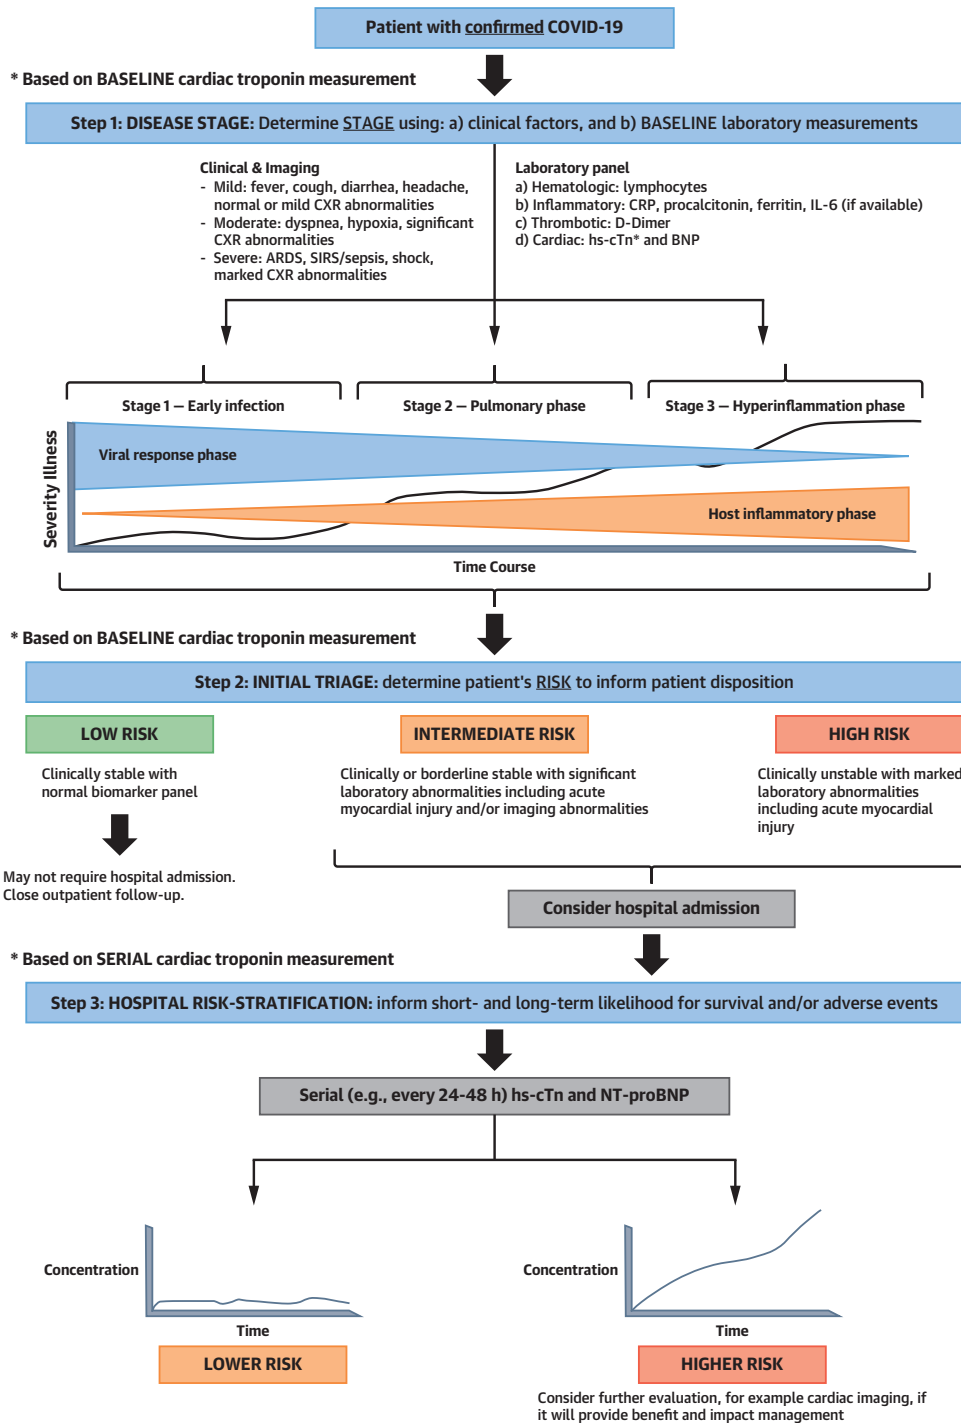 Patient with confirmed COVID-19
* Based on BASELINE cardiac troponin measurement
Step 1: DISEASE STAGE: Determine STAGE using: a) clinical factors, and b) BASELINE laboratory measurements
Clinical & Imaging
- Mild: fever, cough, diarrhea, headache,
normal or mild CXR abnormalities
- Moderate: dyspnea, hypoxia, significant
CXR abnormalities
- Severe: ARDS, SIRS/sepsis, shock,
marked CXR abnormalities
Laboratory panel
a) Hematologic: lymphocytes
b) Inflammatory: CRP, procalcitonin, ferritin, IL-6 (if available)
c) Thrombotic: D-Dimer
d) Cardiac: hs-cTn* and BNP
Stage 1 – Early infection
Stage 2 – Pulmonary phase
Stage 3 – Hyperinflammation phase
Severity Illness
Viral response phase
Host inflammatory phase
Time Course
* Based on BASELINE cardiac troponin measurement
Step 2: INITIAL TRIAGE: determine patient's RISK to inform patient disposition
LOW RISK
Clinically stable with
normal biomarker panel
May not require hospital admission.
Close outpatient follow-up.
INTERMEDIATE RISK
Clinically or borderline stable with significant
laboratory abnormalities including acute
myocardial injury and/or imaging abnormalities
HIGH RISK
Clinically unstable with marked
laboratory abnormalities
including acute myocardial
injury
Consider hospital admission
* Based on SERIAL cardiac troponin measurement
Step 3: HOSPITAL RISK-STRATIFICATION: inform short- and long-term likelihood for survival and/or adverse events
Serial (e.g., every 24-48 h) hs-cTn and NT-proBNP
Concentration
Time
LOWER RISK
Concentration
Time
HIGHER RISK
Consider further evaluation, for example cardiac imaging, if
it will provide benefit and impact management